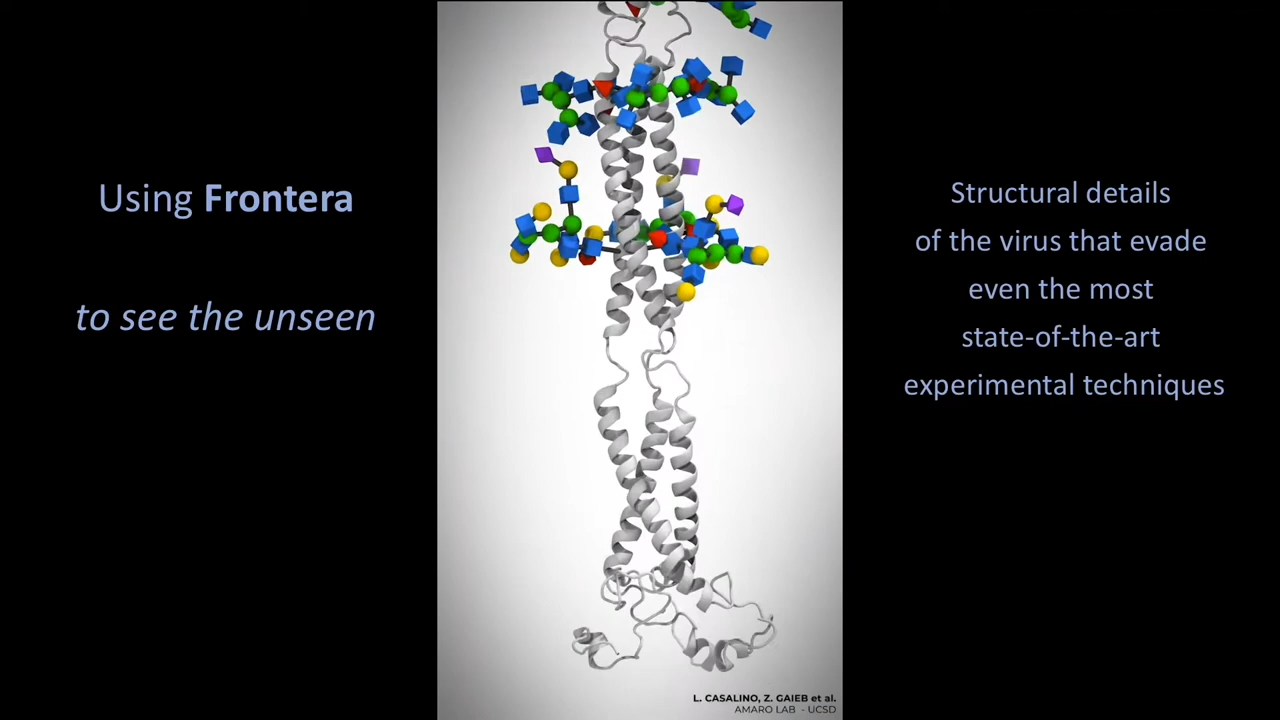 Using Frontera
to see the unseen
Structural details
of the virus that evade
even the most
state-of-the-art
experimental techniques
L. CASALINO, Z. GAIEB et al.
AMARO LAB - UCSD